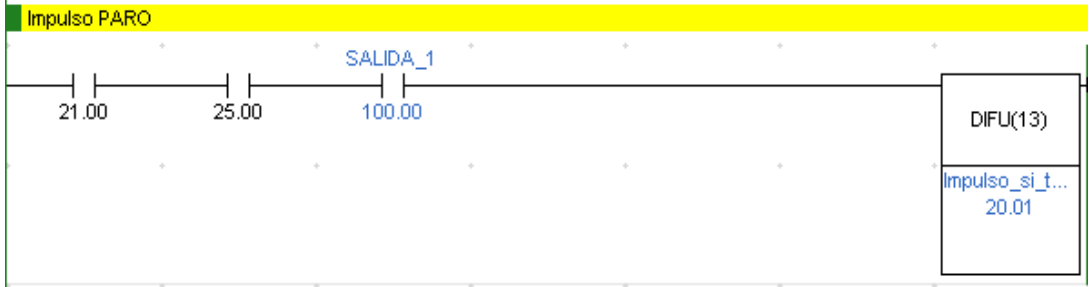 Impulso PARO
SALIDA_1
21.00 25.00 100.00
DIFU(13)
Impulso_si_t...
20.01